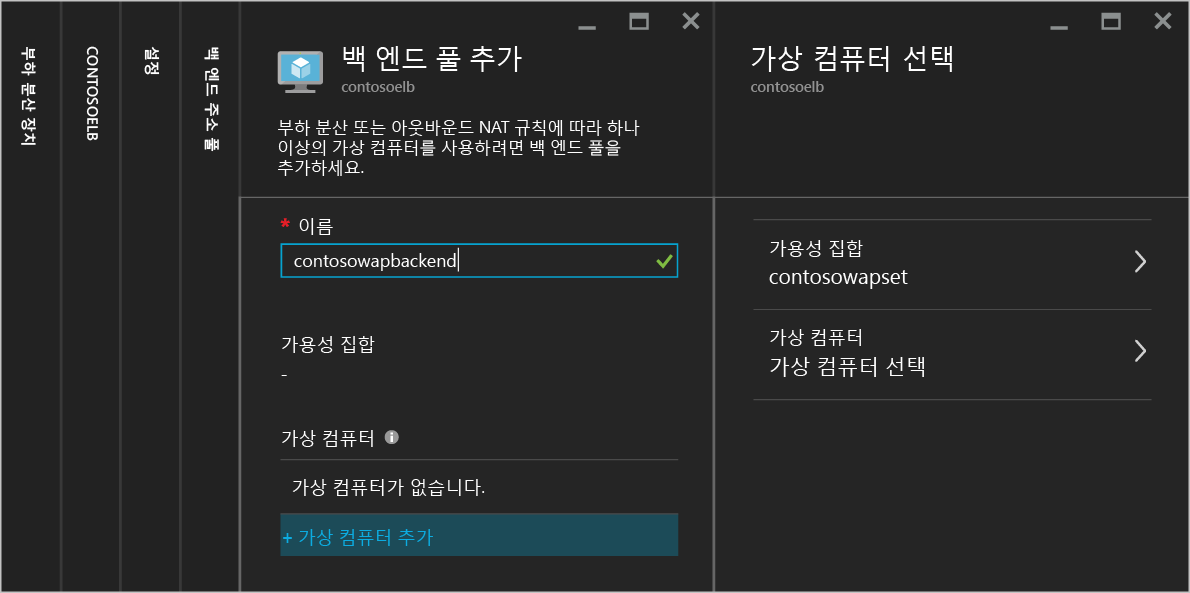 부하 분산 장치
CONTOSOELB
설정
백 엔드 주소 풀
백 엔드 풀 추가
contosoelb
부하 분산 또는 아웃바운드 NAT 규칙에 따라 하나
이상의 가상 컴퓨터를 사용하려면 백 엔드 풀을
추가하세요.
* 이름
contosowapbackend
가용성 집합
-
가상 컴퓨터
가상 컴퓨터가 없습니다.
+ 가상 컴퓨터 추가
가상 컴퓨터 선택
contosoelb
가용성 집합
contosowapset
가상 컴퓨터
가상 컴퓨터 선택